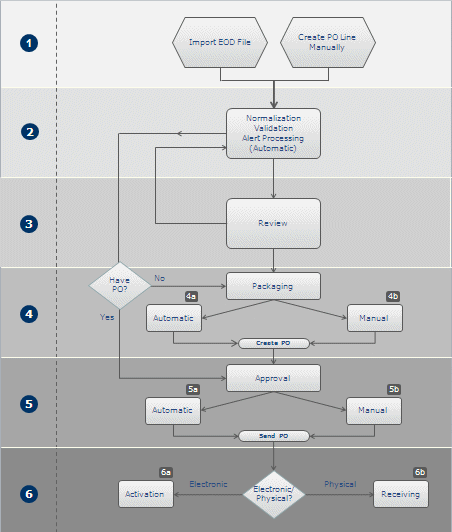 1
Import EOD File
Create PO Line
Manually
2
Normalization
Validation
Alert Processing
(Automatic)
3
Review
Have
PO?
No
Yes
Packaging
4
4a
Automatic
4b
Manual
Create PO
Approval
5
5a
Automatic
5b
Manual
Send PO
6
6a
Activation
Electronic
Electronic/
Physical?
Physical
6b
Receiving